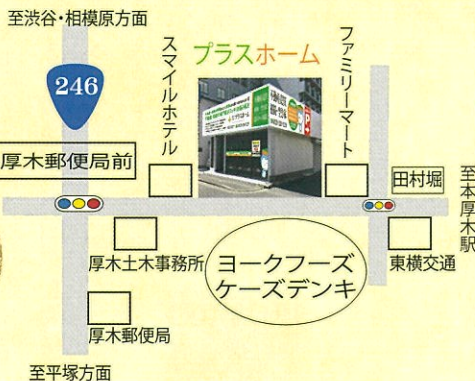 至渋谷・相模原方面
246
スマイルホテル
プラスホーム
ファミリーマート
厚木郵便局前
田村堀
至本厚木駅
厚木土木事務所
ヨークフーズ
ケーズデンキ
東横交通
厚木郵便局
至平塚方面